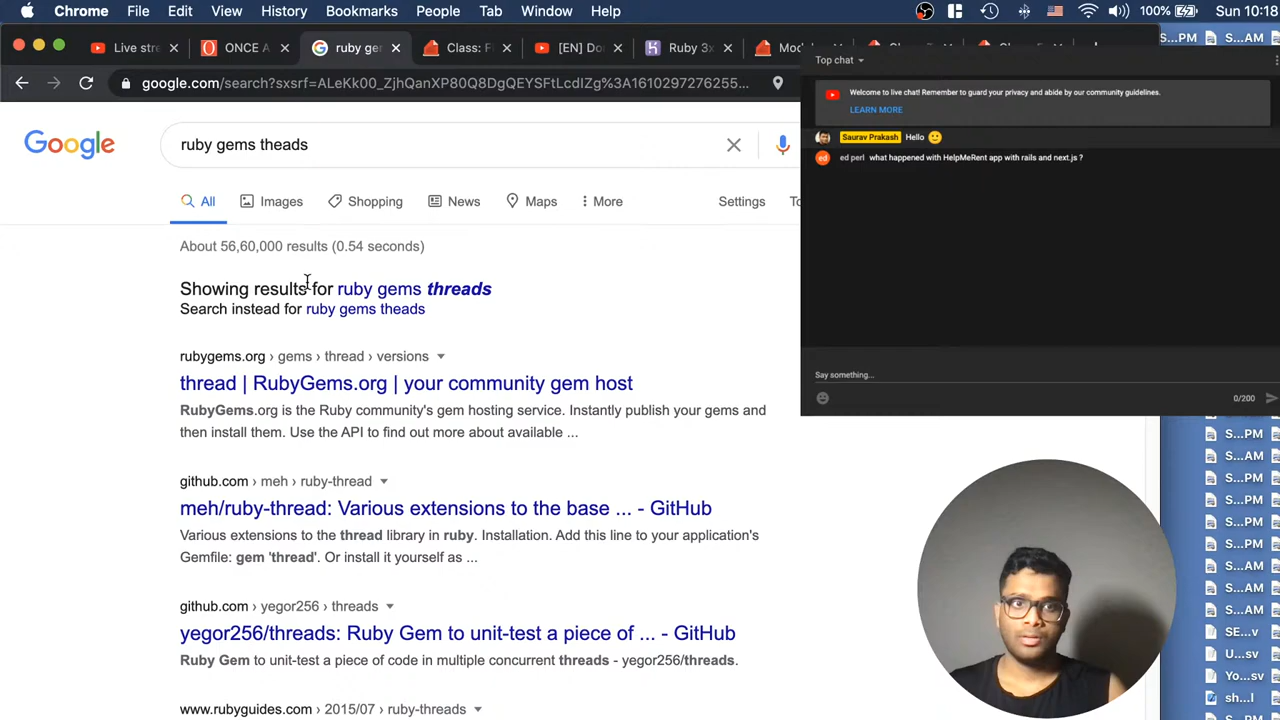 Chrome File Edit View History Bookmarks People Tab Window Help 100% Sun 10:18
Live stre ONCE A ruby ger Class: Fi [EN] Do Ruby 3x Mod
S...PM S...AM
google.com/search?sxsrf=ALeKk00_ZjhQanXP80Q8DgQEYSFtLcdIZg%3A1610297276255...
Top chat
Welcome to live chat! Remember to guard your privacy and abide by our community guidelines.
LEARN MORE
Saurav Prakash Hello
ed ed perl what happened with HelpMeRent app with rails and next.js ?
Say something...
0/200
Google
ruby gems theads
All Images Shopping News Maps More Settings To
About 56,60,000 results (0.54 seconds)
Showing results for ruby gems threads
Search instead for ruby gems theads
rubygems.org › gems › thread › versions
thread | RubyGems.org | your community gem host
RubyGems.org is the Ruby community's gem hosting service. Instantly publish your gems and
then install them. Use the API to find out more about available ...
github.com › meh › ruby-thread
meh/ruby-thread: Various extensions to the base ... - GitHub
Various extensions to the thread library in ruby. Installation. Add this line to your application's
Gemfile: gem 'thread'. Or install it yourself as ...
github.com › yegor256 › threads
yegor256/threads: Ruby Gem to unit-test a piece of ... - GitHub
Ruby Gem to unit-test a piece of code in multiple concurrent threads - yegor256/threads.
www.rubyguides.com › 2015/07 › ruby-threads
S...PM
S...AM
S...PM
S...PM
S...PM
S...PM
S...AM
S...AM
S...AM
SE...v
U...sv
Yo...sv
sh...l
S...PM